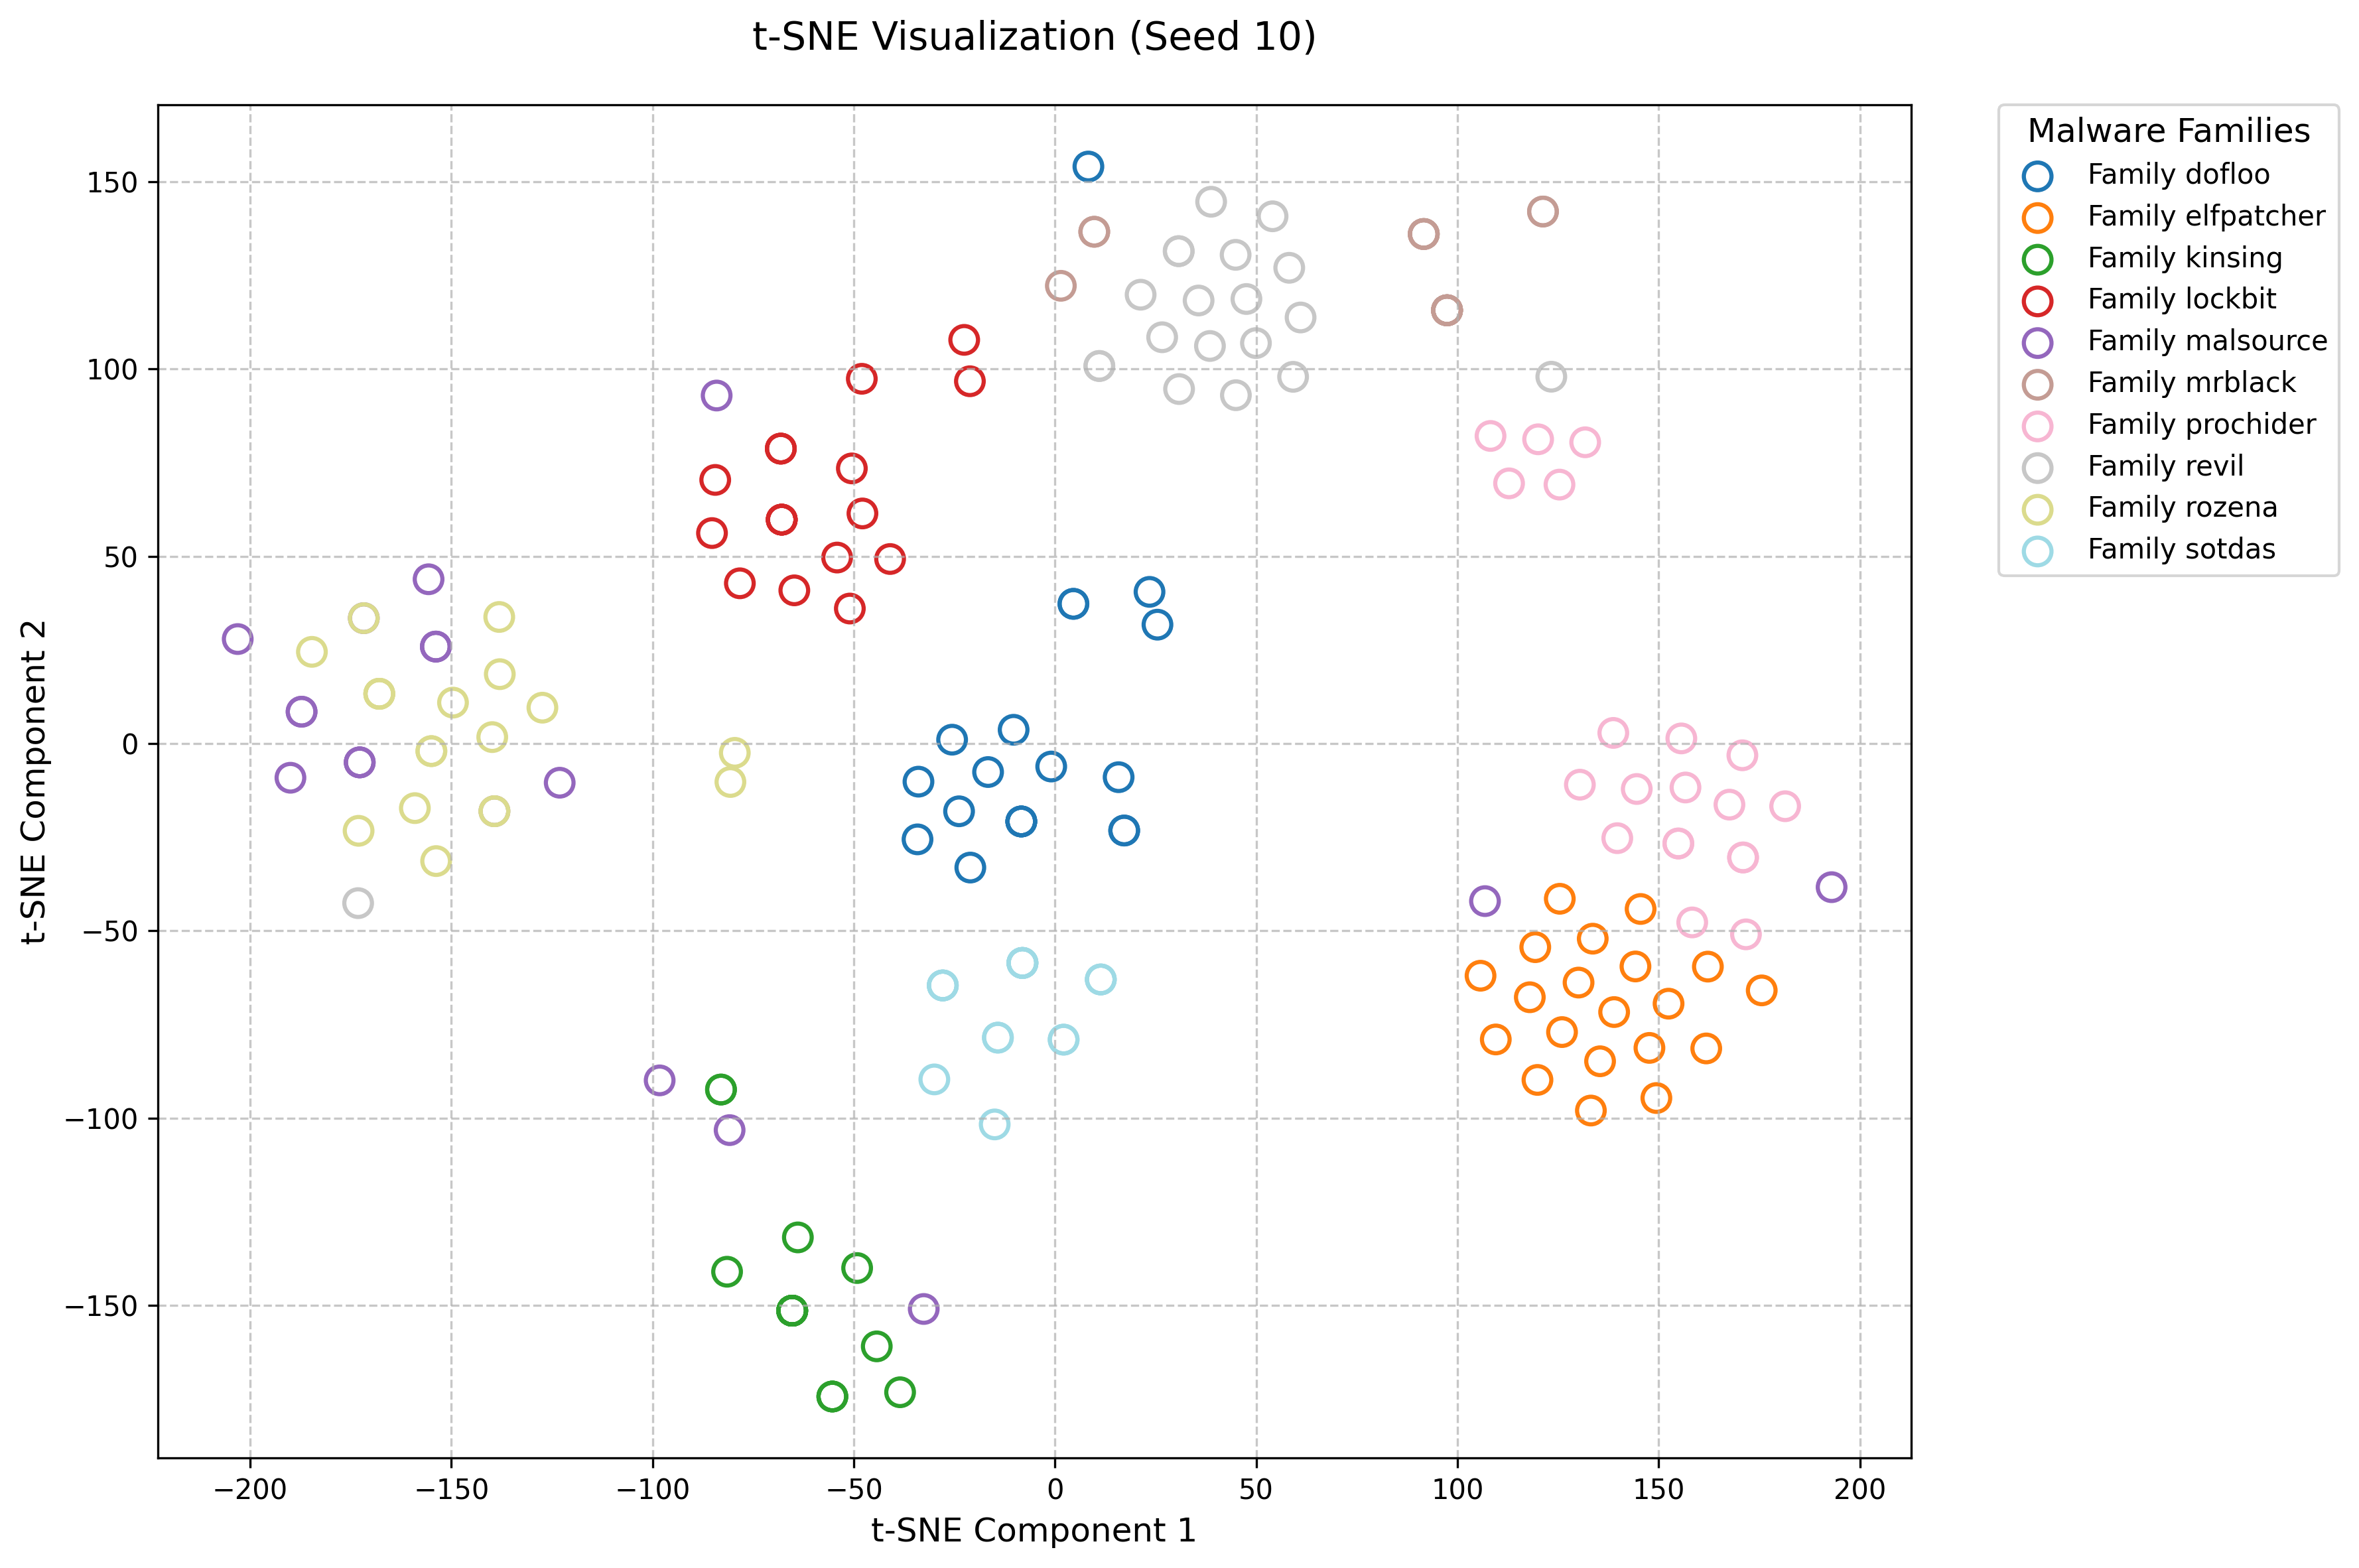 t-SNE Visualization (Seed 10)
Malware Families
Family dofloo
Family elfpatcher
Family kinsing
Family lockbit
Family malsource
Family mrblack
Family prochider
Family revil
Family rozena
Family sotdas
t-SNE Component 2
150
100
50
0
−50
−100
−150
−200
−150
−100
−50
0
50
100
150
200
t-SNE Component 1